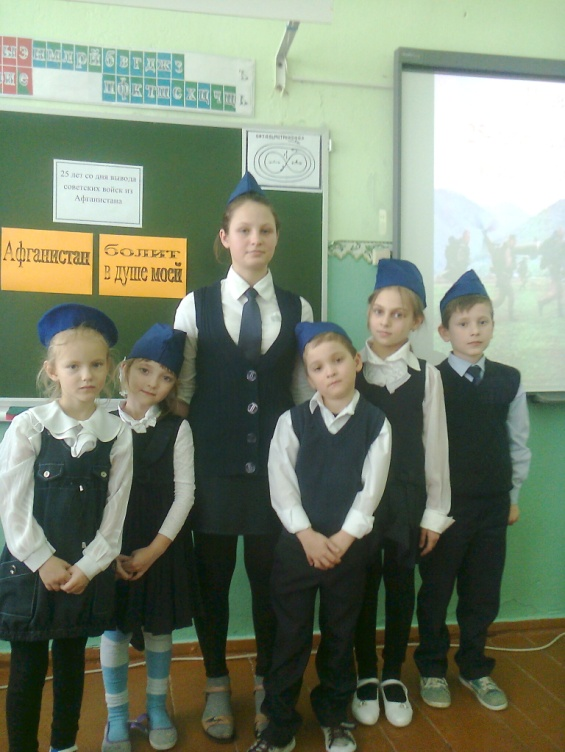 25 лет со дня вывода
советских войск из
Афганистана
Афганистан
болит
в душе моей